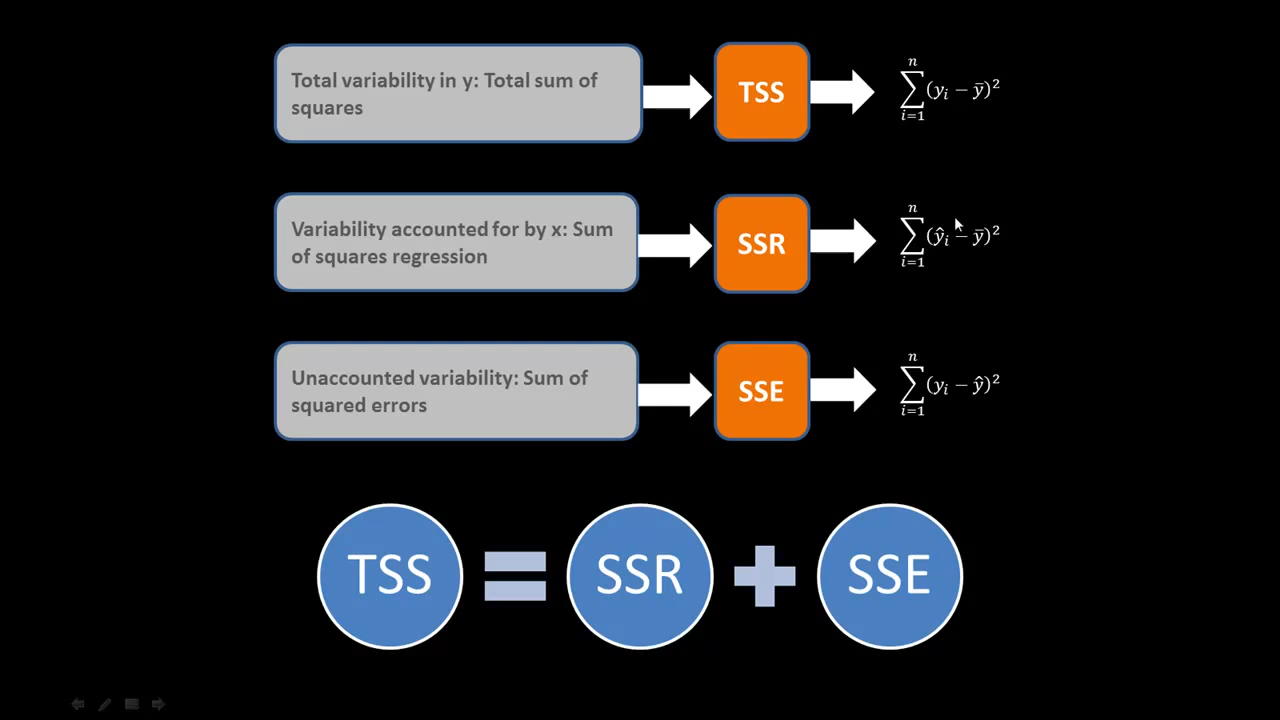 Total variability in y: Total sum of
squares
TSS
n
∑(yᵢ − ȳ)²
i=1
Variability accounted for by x: Sum
of squares regression
SSR
n
∑(ŷᵢ − ȳ)²
i=1
Unaccounted variability: Sum of
squared errors
SSE
n
∑(yᵢ − ŷ)²
i=1
TSS = SSR + SSE